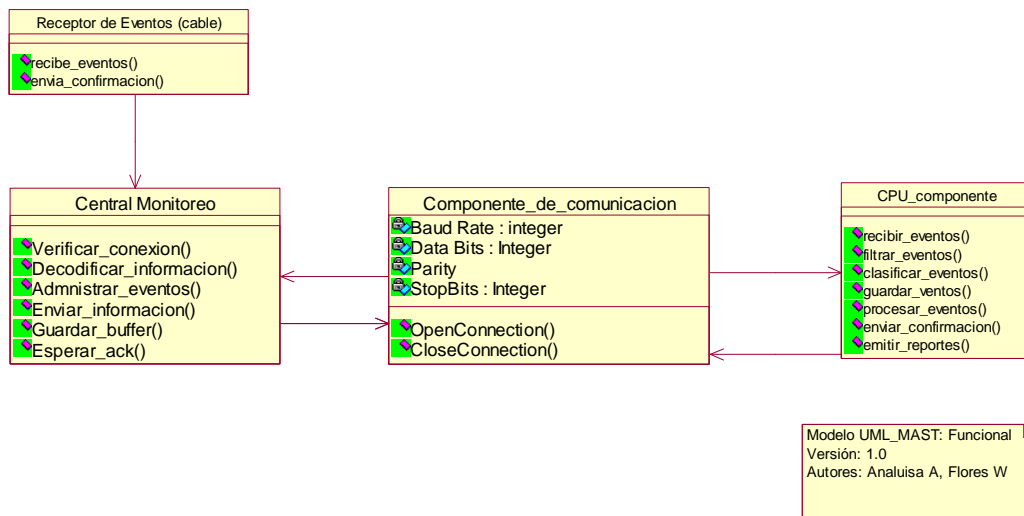 Receptor de Eventos (cable)
recibe_eventos()
envia_confirmacion()
Central Monitoreo
Verificar_conexion()
Decodificar_informacion()
Admnistrar_eventos()
Enviar_informacion()
Guardar_buffer()
Esperar_ack()
Componente_de_comunicacion
Baud Rate : integer
Data Bits : Integer
Parity
StopBits : Integer
OpenConnection()
CloseConnection()
CPU_componente
recibir_eventos()
filtrar_eventos()
clasificar_eventos()
guardar_ventos()
procesar_eventos()
enviar_confirmacion()
emitir_reportes()
Modelo UML_MAST: Funcional
Versión: 1.0
Autores: Analuisa A, Flores W